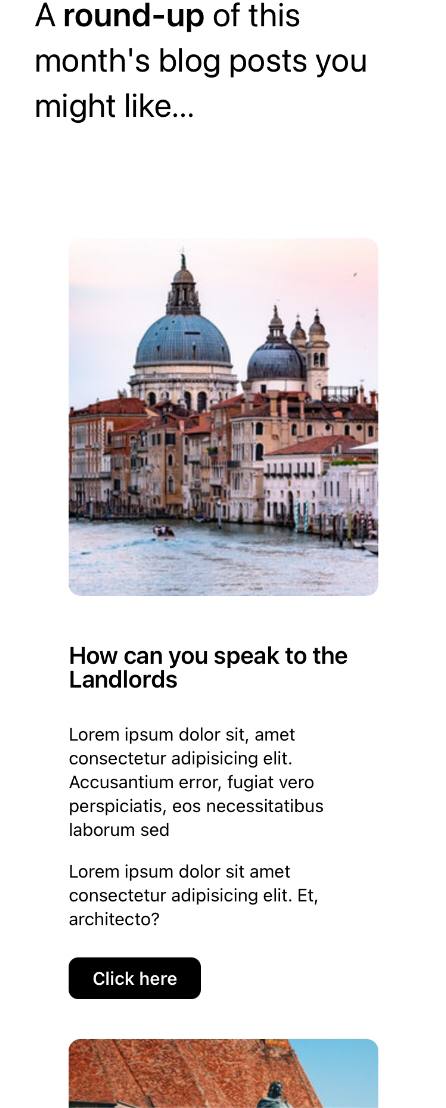 A round-up of this
month's blog posts you
might like...
How can you speak to the
Landlords
Lorem ipsum dolor sit, amet
consectetur adipisicing elit.
Accusantium error, fugiat vero
perspiciatis, eos necessitatibus
laborum sed
Lorem ipsum dolor sit amet
consectetur adipisicing elit. Et,
architecto?
Click here